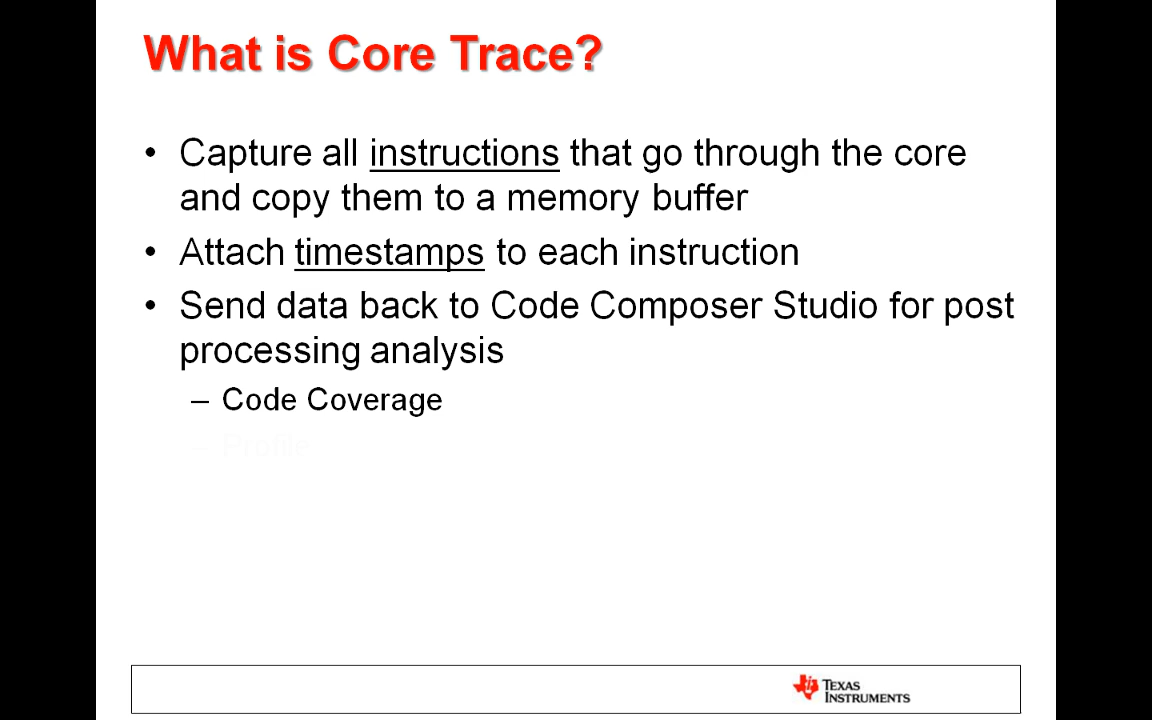 What is Core Trace?
• Capture all instructions that go through the core
and copy them to a memory buffer
• Attach timestamps to each instruction
• Send data back to Code Composer Studio for post
processing analysis
– Code Coverage
– Profile
TEXAS
INSTRUMENTS